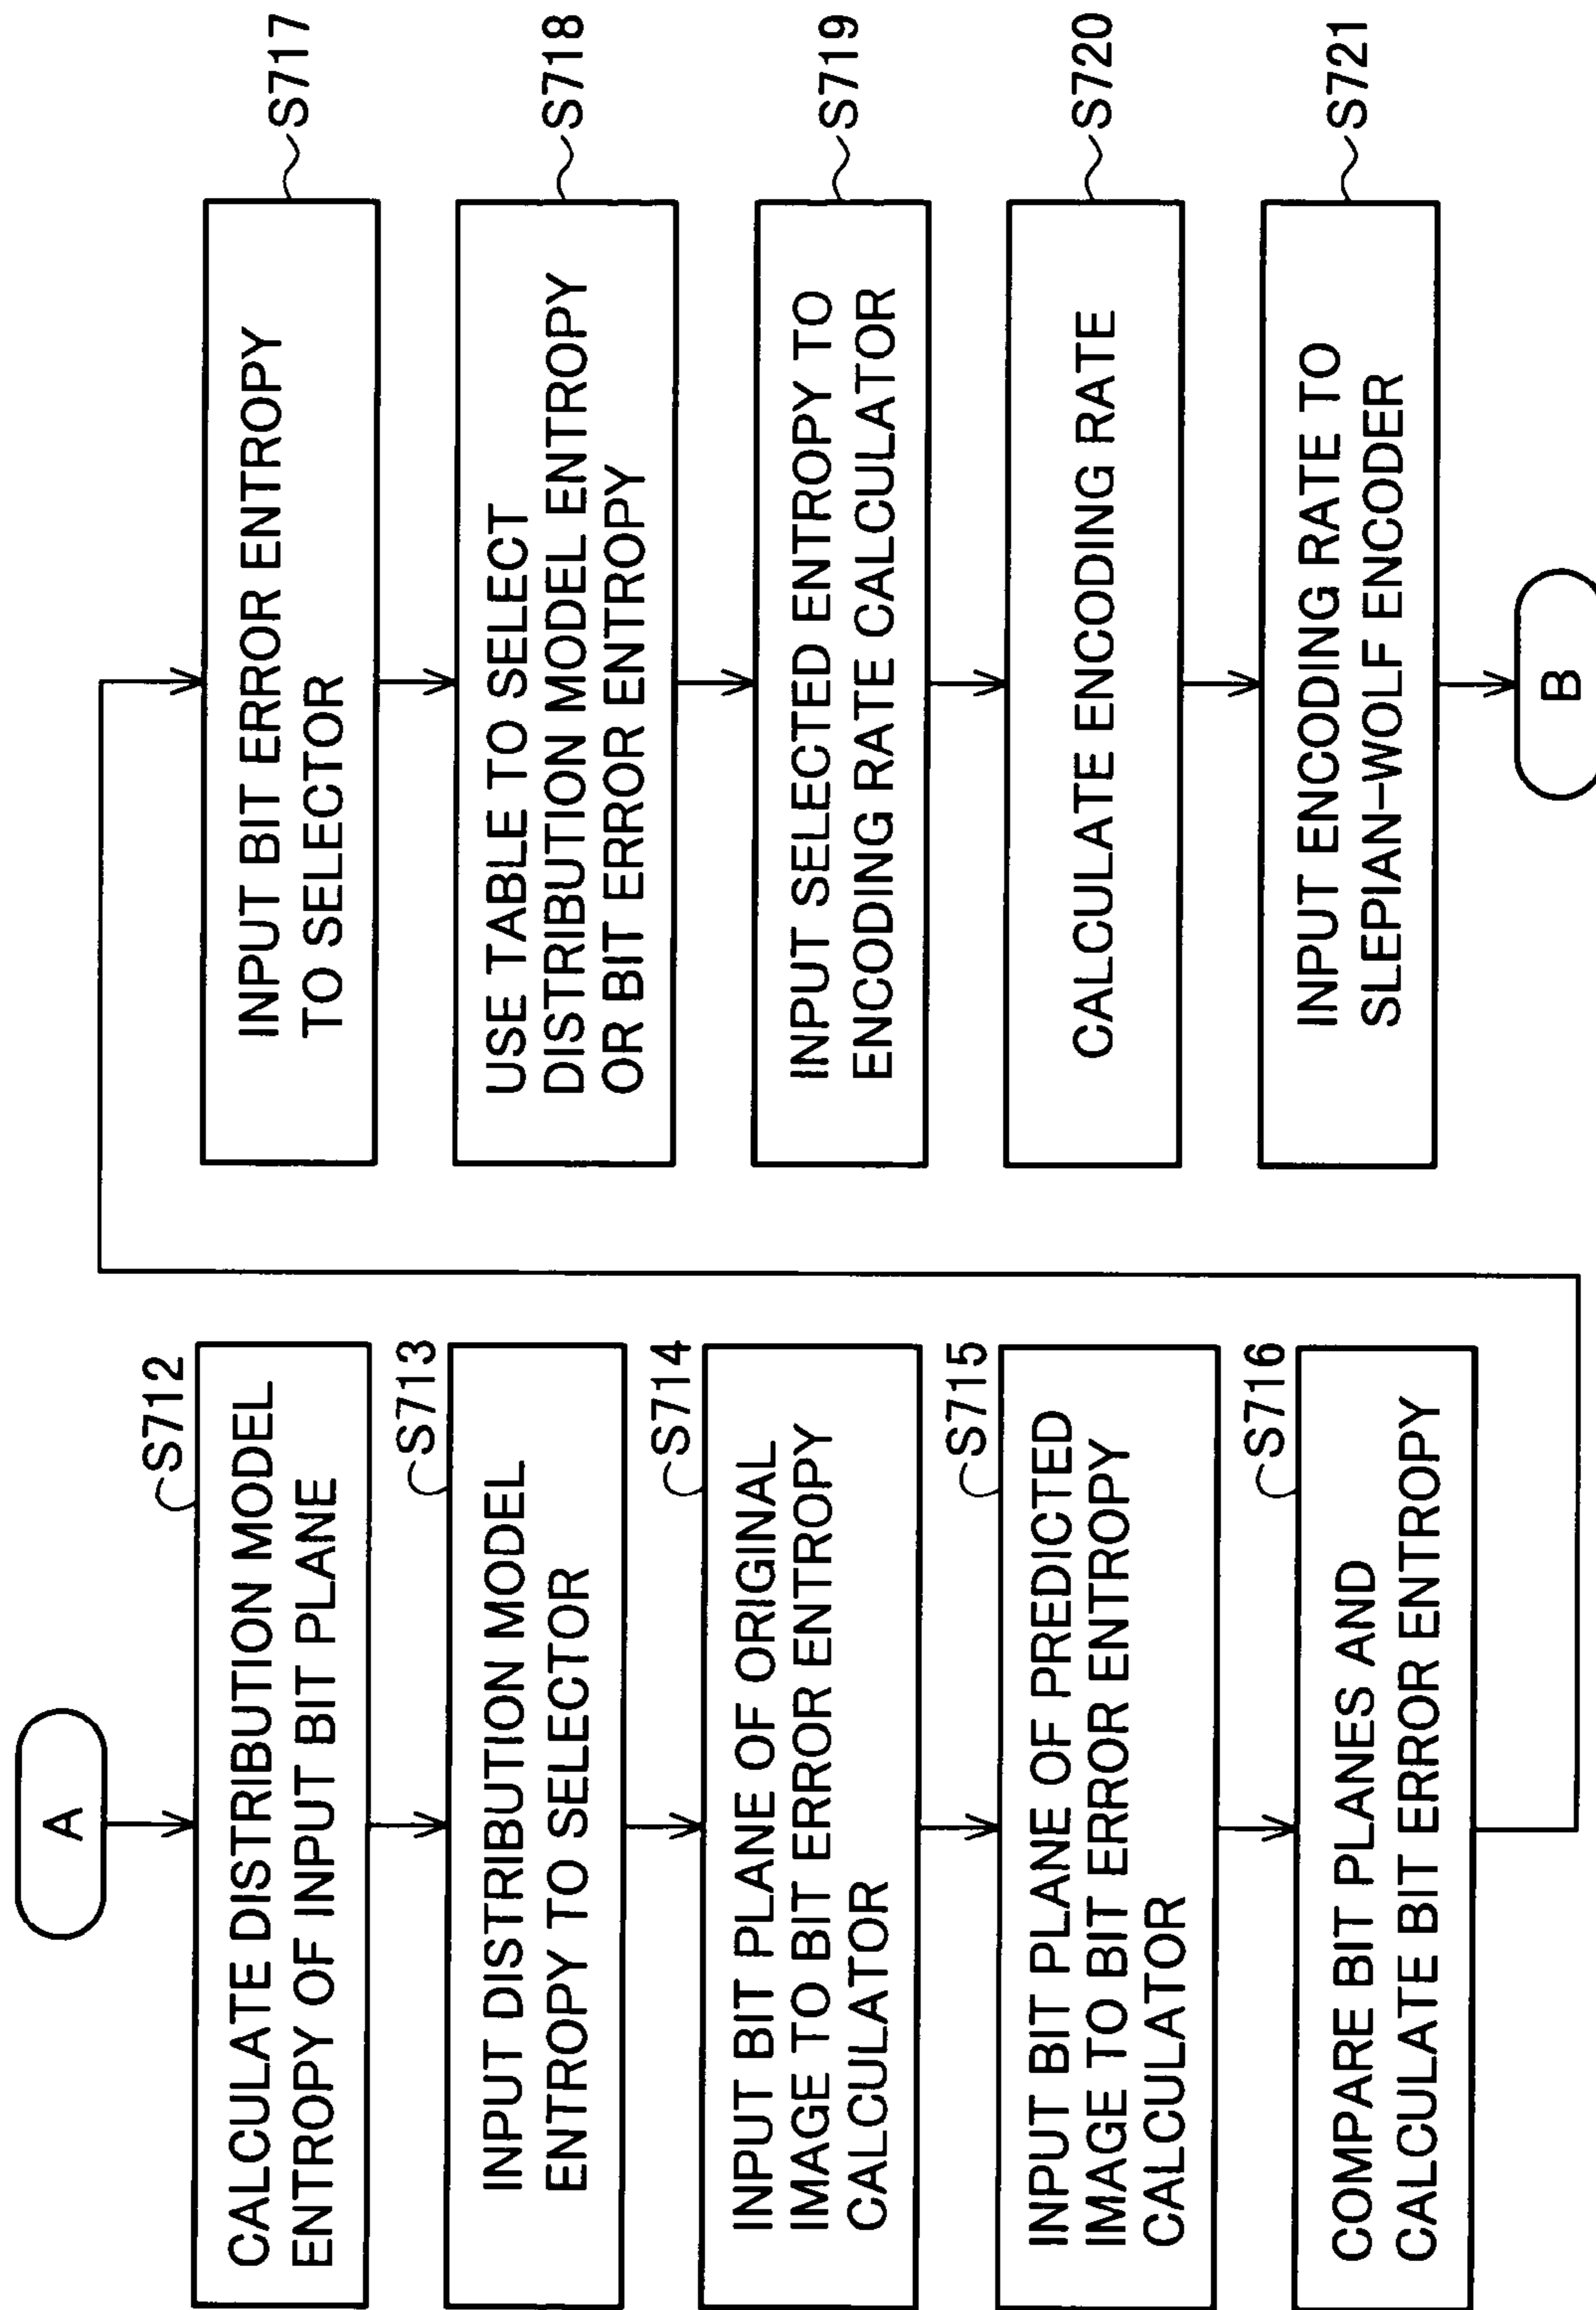 A
S712
CALCULATE DISTRIBUTION MODEL
ENTROPY OF INPUT BIT PLANE
S713
INPUT DISTRIBUTION MODEL
ENTROPY TO SELECTOR
S714
INPUT BIT PLANE OF ORIGINAL
IMAGE TO BIT ERROR ENTROPY
CALCULATOR
S715
INPUT BIT PLANE OF PREDICTED
IMAGE TO BIT ERROR ENTROPY
CALCULATOR
S716
COMPARE BIT PLANES AND
CALCULATE BIT ERROR ENTROPY
S717
INPUT BIT ERROR ENTROPY
TO SELECTOR
S718
USE TABLE TO SELECT
DISTRIBUTION MODEL ENTROPY
OR BIT ERROR ENTROPY
S719
INPUT SELECTED ENTROPY TO
ENCODING RATE CALCULATOR
S720
CALCULATE ENCODING RATE
S721
INPUT ENCODING RATE TO
SLEPIAN-WOLF ENCODER
B